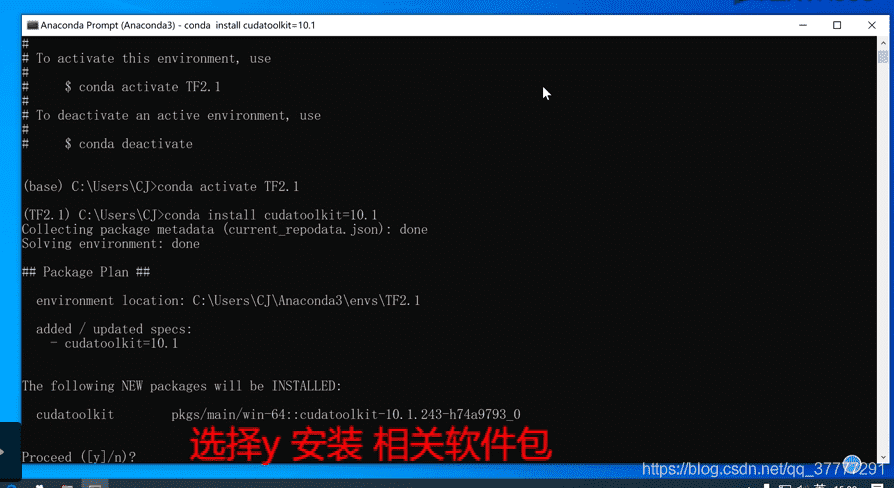 Anaconda Prompt (Anaconda3) - conda  install cudatoolkit=10.1
#
# To activate this environment, use
#
#     $ conda activate TF2.1
#
# To deactivate an active environment, use
#
#     $ conda deactivate
(base) C:\Users\CJ>conda activate TF2.1
(TF2.1) C:\Users\CJ>conda install cudatoolkit=10.1
Collecting package metadata (current_repodata.json): done
Solving environment: done
## Package Plan ##
  environment location: C:\Users\CJ\Anaconda3\envs\TF2.1
  added / updated specs:
    - cudatoolkit=10.1
The following NEW packages will be INSTALLED:
  cudatoolkit        pkgs/main/win-64::cudatoolkit-10.1.243-h74a9793_0
选择y 安装 相关软件包
Proceed ([y]/n)?
https://blog.csdn.net/qq_37777291